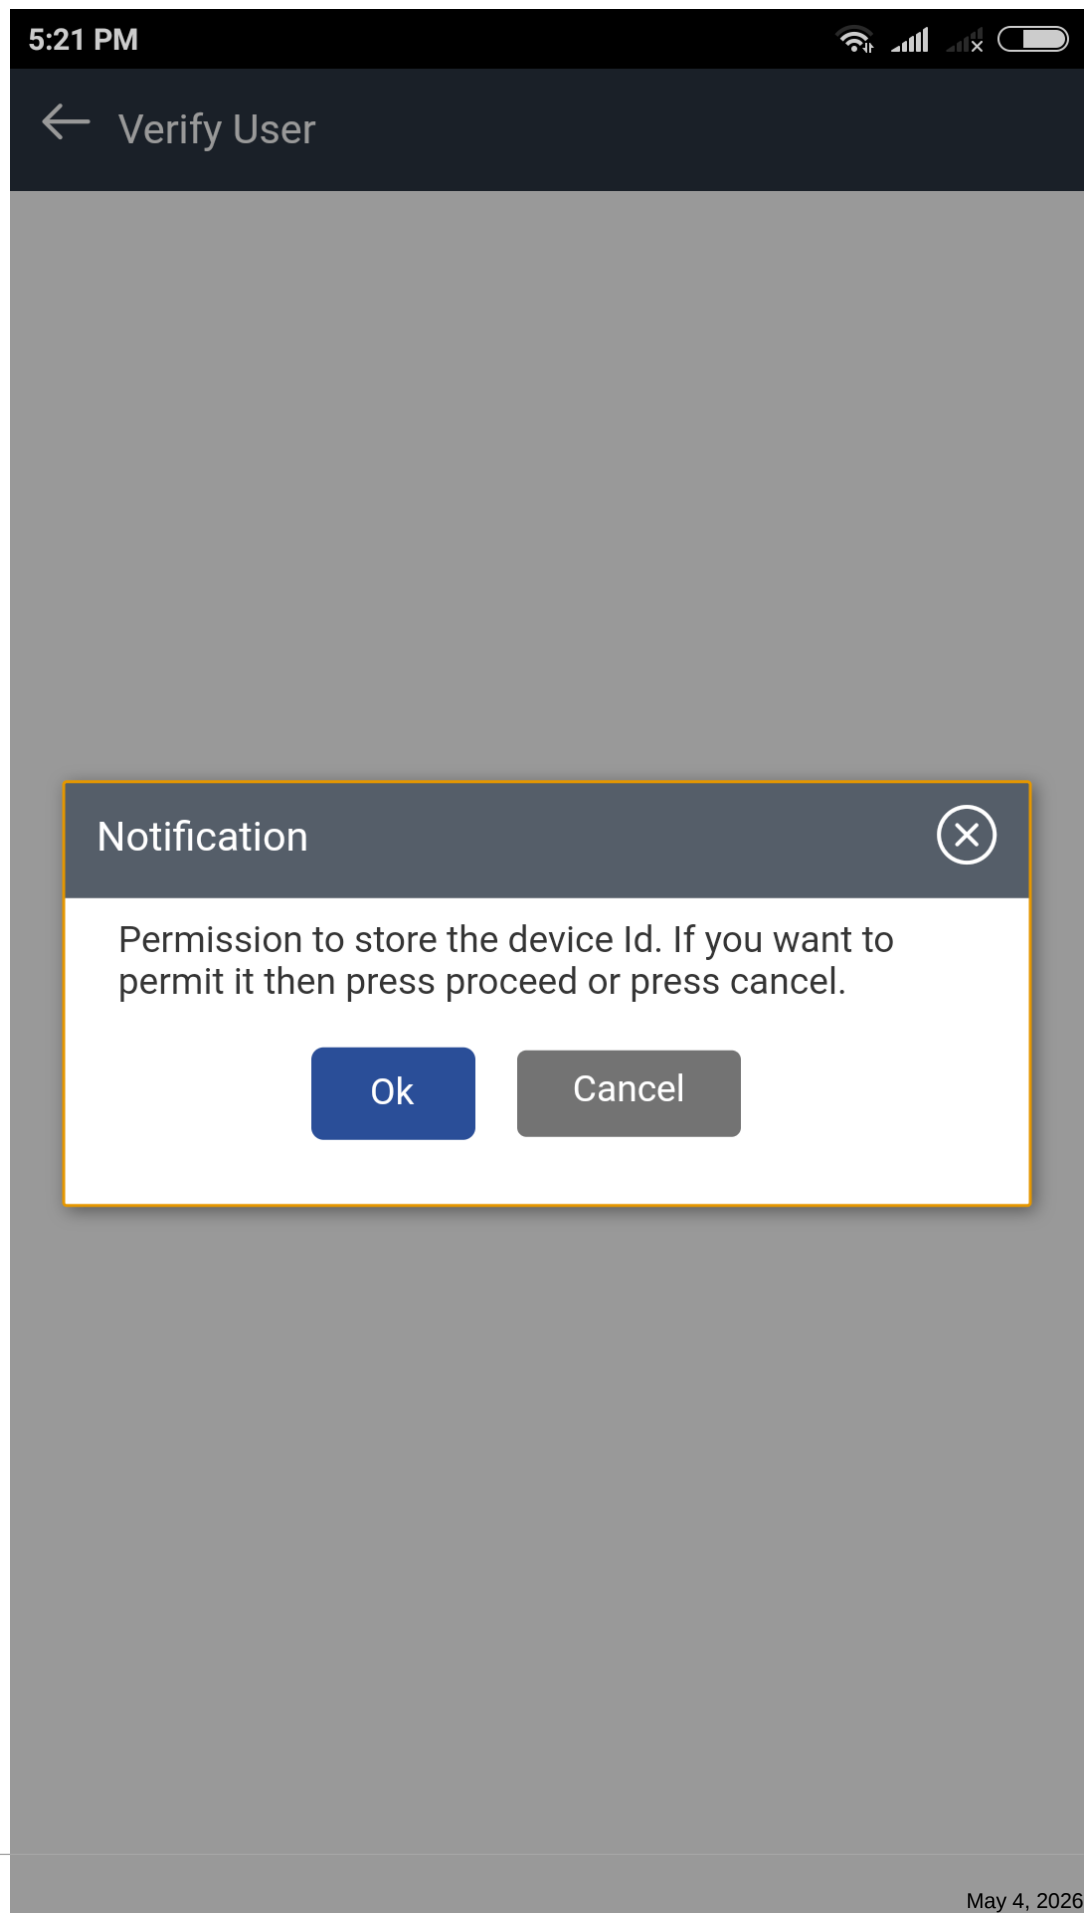 5:21 PM
Verify User
Notification
Permission to store the device Id. If you want to
permit it then press proceed or press cancel.
Ok
Cancel
May 4, 2026